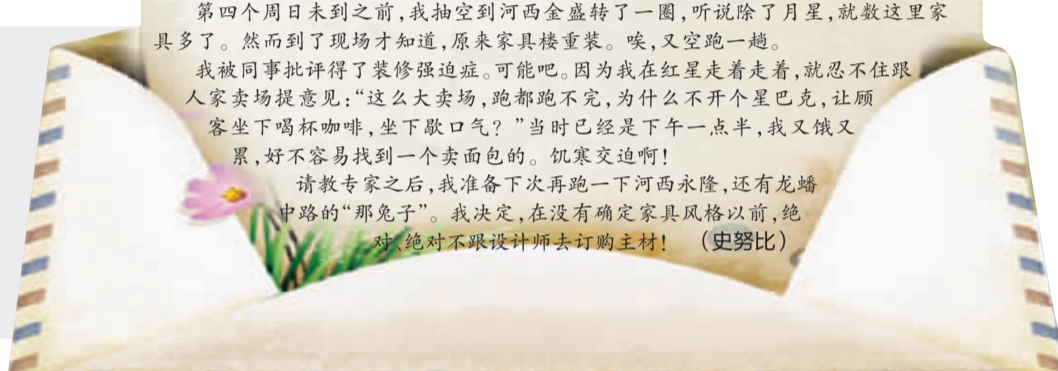 第四个周日未到之前，我抽空到河西金盛转了一圈，听说除了月星，就数这里家
具多了。然而到了现场才知道，原来家具楼重装。唉，又空跑一趟。
我被同事批评得了装修强迫症。可能吧。因为我在红星走着走着，就忍不住跟
人家卖场提意见：“这么大卖场，跑都跑不完，为什么不开个星巴克，让顾
客坐下喝杯咖啡，坐下歇口气？”当时已经是下午一点半，我又饿又
累，好不容易找到一个卖面包的。饥寒交迫啊！
请教专家之后，我准备下次再跑一下河西永隆，还有龙蟠
中路的“那兔子”。我决定，在没有确定家具风格以前，绝
对、绝对不跟设计师去订购主材！（史努比）